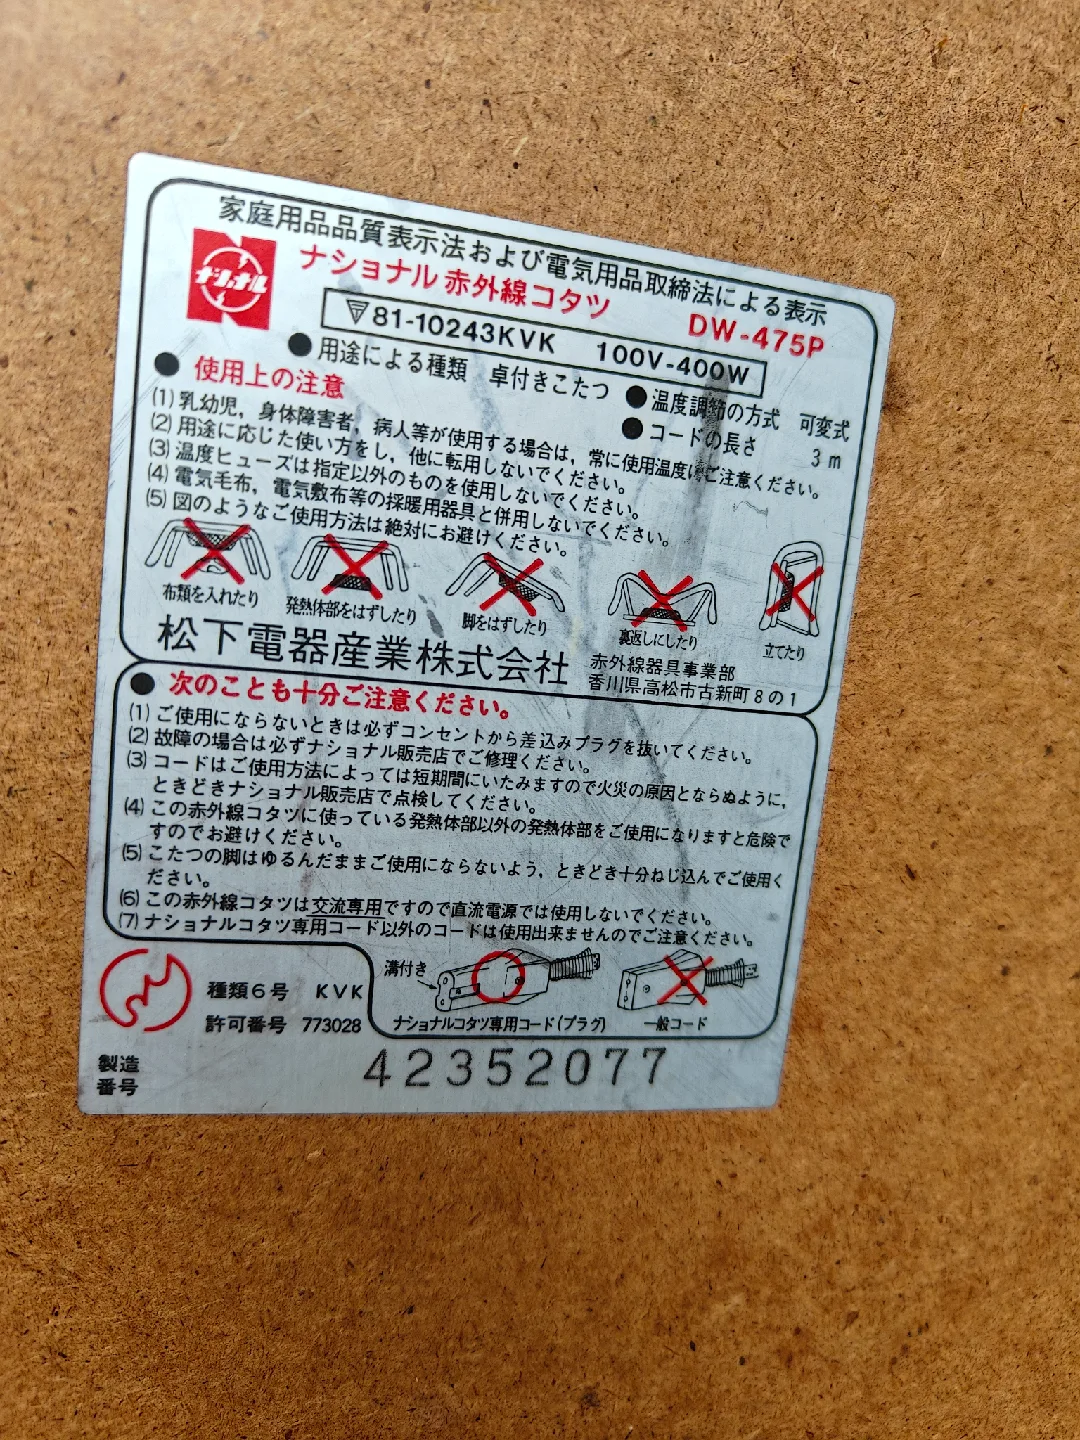 家庭用品品質表示法および電気用品取締法による表示
ナショナル
ナショナル赤外線コタツ DW-475P
81-10243KVK 100V-400W
●用途による種類 卓付きこたつ
●温度調節の方式 可変式
●コードの長さ 3m
●使用上の注意
(1)乳幼児，身体障害者，病人等が使用する場合は，常に使用温度にご注意ください。
(2)用途に応じた使い方をし，他に転用しないでください。
(3)温度ヒューズは指定以外のものを使用しないでください。
(4)電気毛布，電気敷布等の採暖用器具と併用しないでください。
(5)図のようなご使用方法は絶対にお避けください。
布類を入れたり 発熱体部をはずしたり 脚をはずしたり 裏返しにしたり 立てたり
松下電器産業株式会社
赤外線器具事業部
香川県高松市古新町8の1
●次のことも十分ご注意ください。
(1)ご使用にならないときは必ずコンセントから差込みプラグを抜いてください。
(2)故障の場合は必ずナショナル販売店でご修理ください。
(3)コードはご使用方法によっては短期間にいたみますので火災の原因とならぬように，
ときどきナショナル販売店で点検してください。
(4)この赤外線コタツに使っている発熱体部以外の発熱体部をご使用になりますと危険で
すのでお避けください。
(5)こたつの脚はゆるんだままご使用にならないよう，ときどき十分ねじ込んでご使用く
ださい。
(6)この赤外線コタツは交流専用ですので直流電源では使用しないでください。
(7)ナショナルコタツ専用コード以外のコードは使用出来ませんのでご注意ください。
溝付き
ナショナルコタツ専用コード(プラグ) 一般コード
種類6号 KVK
許可番号 773028
製造
番号
42352077